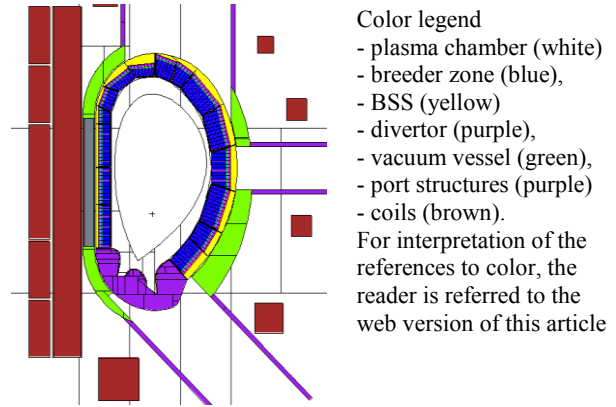 Color legend
- plasma chamber (white)
- breeder zone (blue),
- BSS (yellow)
- divertor (purple),
- vacuum vessel (green),
- port structures (purple)
- coils (brown).
For interpretation of the
references to color, the
reader is referred to the
web version of this article